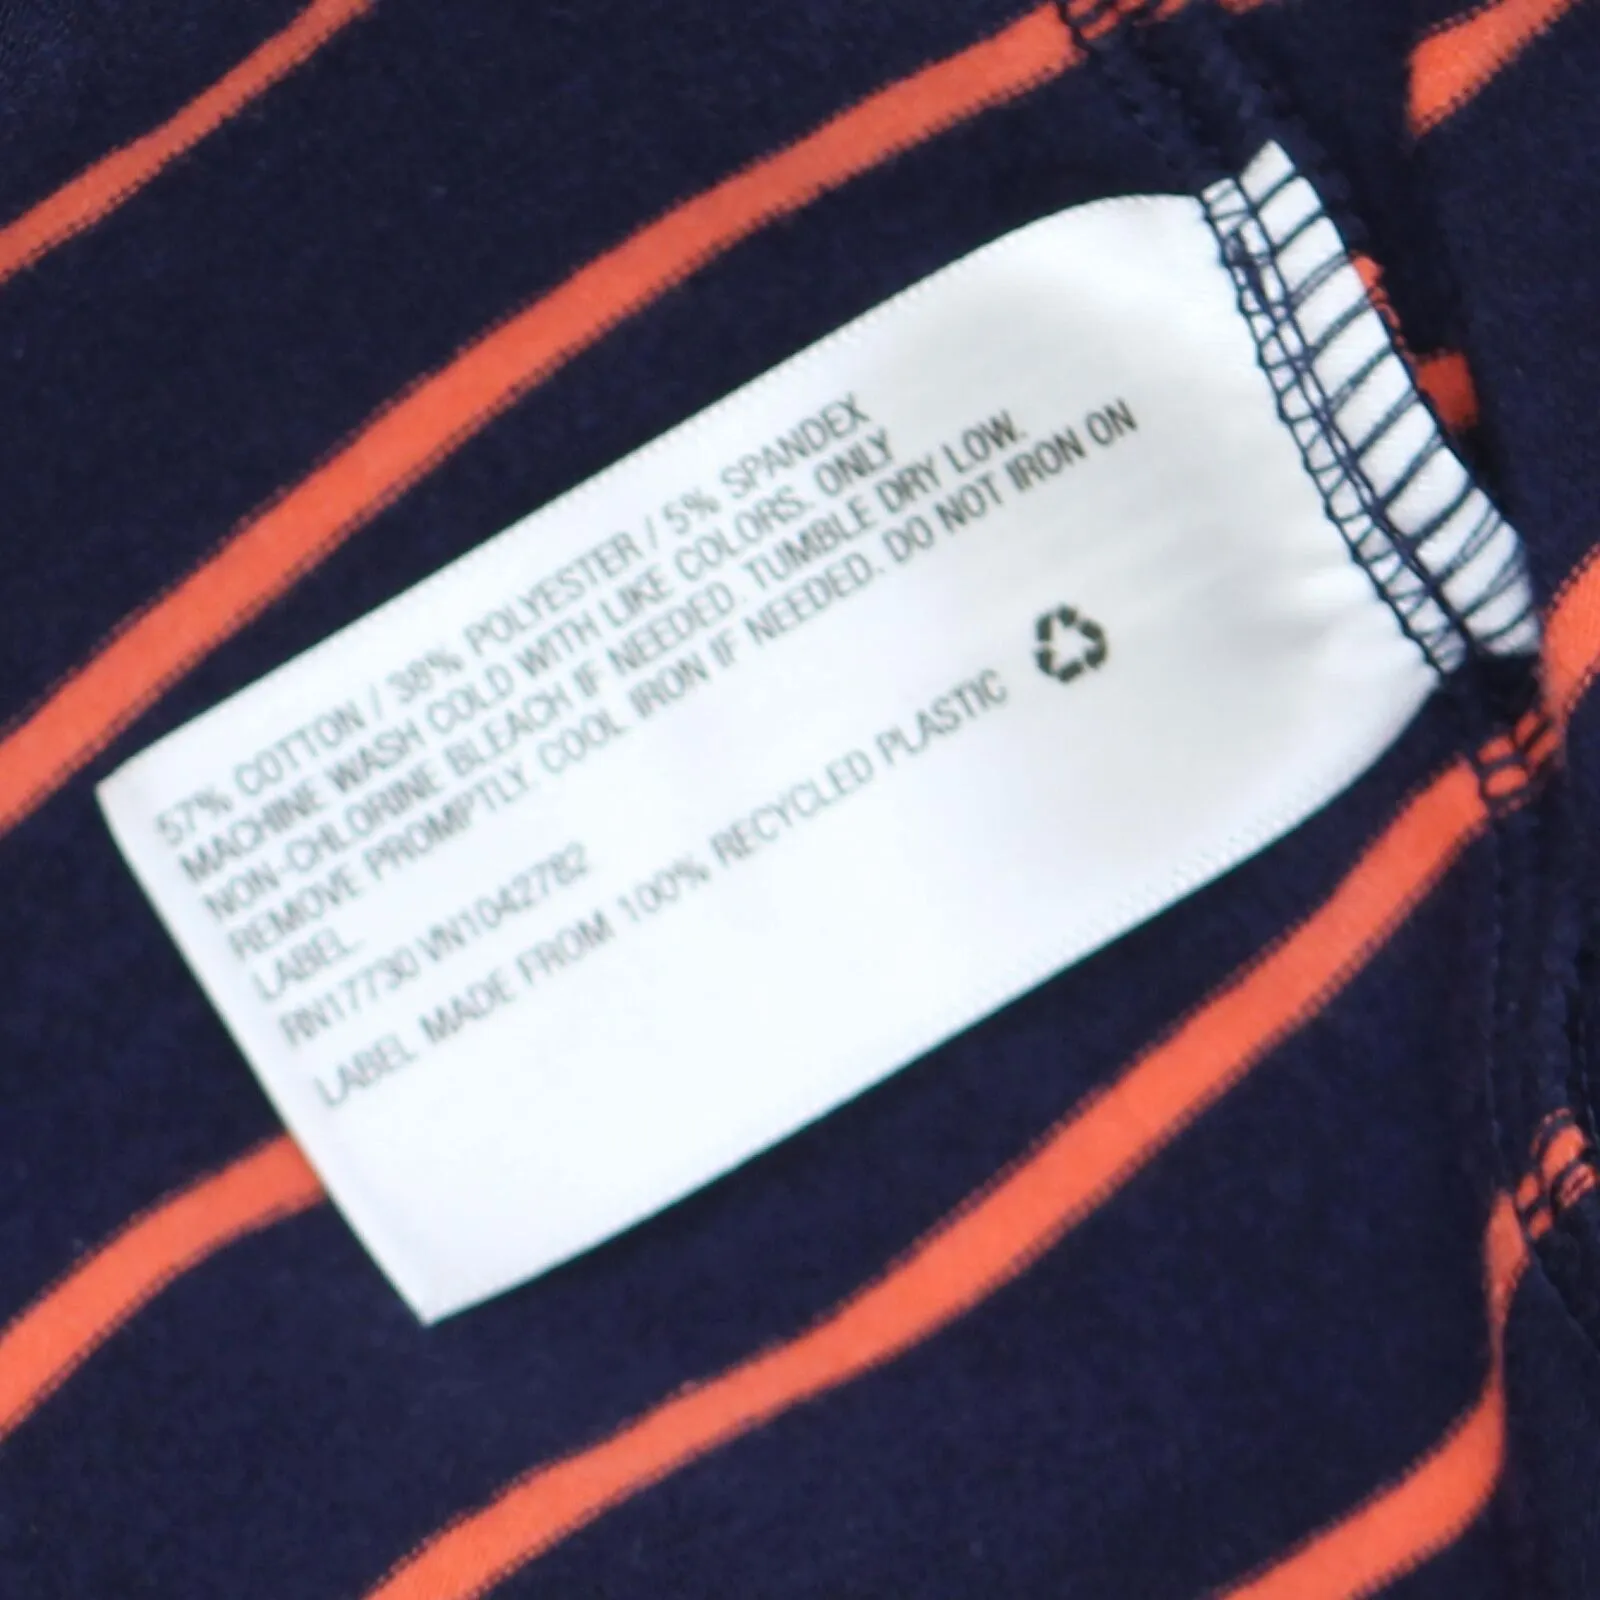 57% COTTON / 38% POLYESTER / 5% SPANDEX
MACHINE WASH COLD WITH LIKE COLORS. ONLY
NON-CHLORINE BLEACH IF NEEDED. TUMBLE DRY LOW.
REMOVE PROMPTLY. COOL IRON IF NEEDED. DO NOT IRON ON
LABEL.
RN17730 VN1042782
LABEL MADE FROM 100% RECYCLED PLASTIC